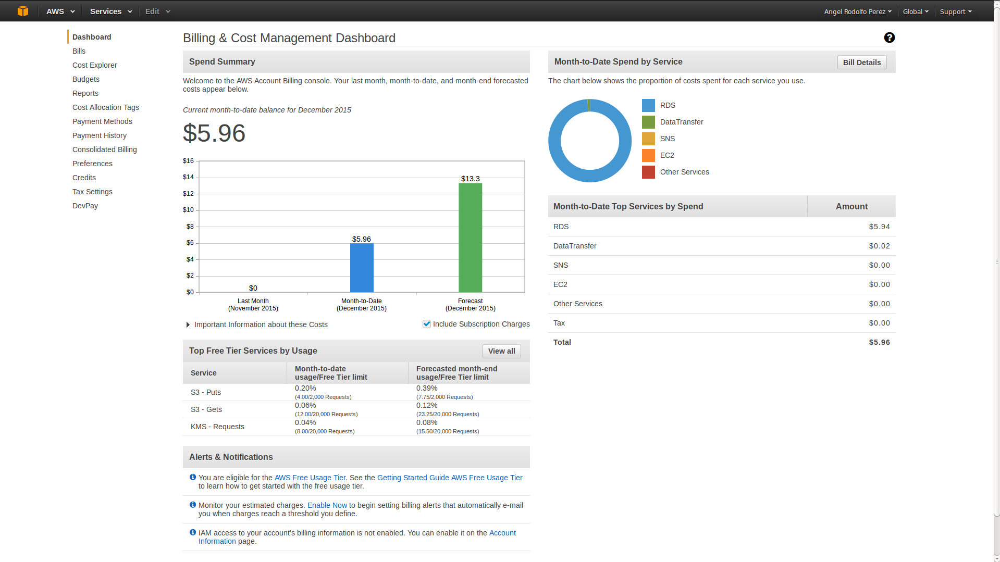 AWS Services Edit Angel Rodolfo Perez Global Support
Dashboard
Bills
Cost Explorer
Budgets
Reports
Cost Allocation Tags
Payment Methods
Payment History
Consolidated Billing
Preferences
Credits
Tax Settings
DevPay
Billing & Cost Management Dashboard
Spend Summary
Welcome to the AWS Account Billing console. Your last month, month-to-date, and month-end forecasted
costs appear below.
Current month-to-date balance for December 2015
$5.96
$16
$14
$12
$10
$8
$6
$4
$2
$0
$0
$5.96
$13.3
Last Month
(November 2015)
Month-to-Date
(December 2015)
Forecast
(December 2015)
Important Information about these Costs
Include Subscription Charges
Top Free Tier Services by Usage
View all
Service
Month-to-date
usage/Free Tier limit
Forecasted month-end
usage/Free Tier limit
S3 - Puts
0.20%
(4.00/2,000 Requests)
0.39%
(7.75/2,000 Requests)
S3 - Gets
0.06%
(12.00/20,000 Requests)
0.12%
(23.25/20,000 Requests)
KMS - Requests
0.04%
(8.00/20,000 Requests)
0.08%
(15.50/20,000 Requests)
Alerts & Notifications
You are eligible for the AWS Free Usage Tier. See the Getting Started Guide AWS Free Usage Tier
to learn how to get started with the free usage tier.
Monitor your estimated charges. Enable Now to begin setting billing alerts that automatically e-mail
you when charges reach a threshold you define.
IAM access to your account's billing information is not enabled. You can enable it on the Account
Information page.
Month-to-Date Spend by Service
Bill Details
The chart below shows the proportion of costs spent for each service you use.
RDS
DataTransfer
SNS
EC2
Other Services
Month-to-Date Top Services by Spend Amount
RDS $5.94
DataTransfer $0.02
SNS $0.00
EC2 $0.00
Other Services $0.00
Tax $0.00
Total $5.96